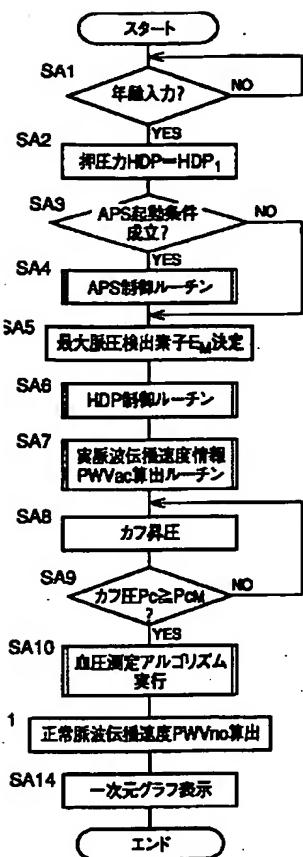 スタート
SA1
年齢入力?
NO
YES
SA2
押圧力HDP=HDP1
SA3
APS起動条件
成立?
NO
YES
SA4
APS制御ルーチン
SA5
最大脈圧検出素子EM決定
SA6
HDP制御ルーチン
SA7
実脈波伝播速度情報
PWVac算出ルーチン
SA8
カフ昇圧
SA9
カフ圧Pc≧PCM
?
NO
YES
SA10
血圧測定アルゴリズム
実行
1
正常脈波伝播速度PWVno算出
SA14
一次元グラフ表示
エンド